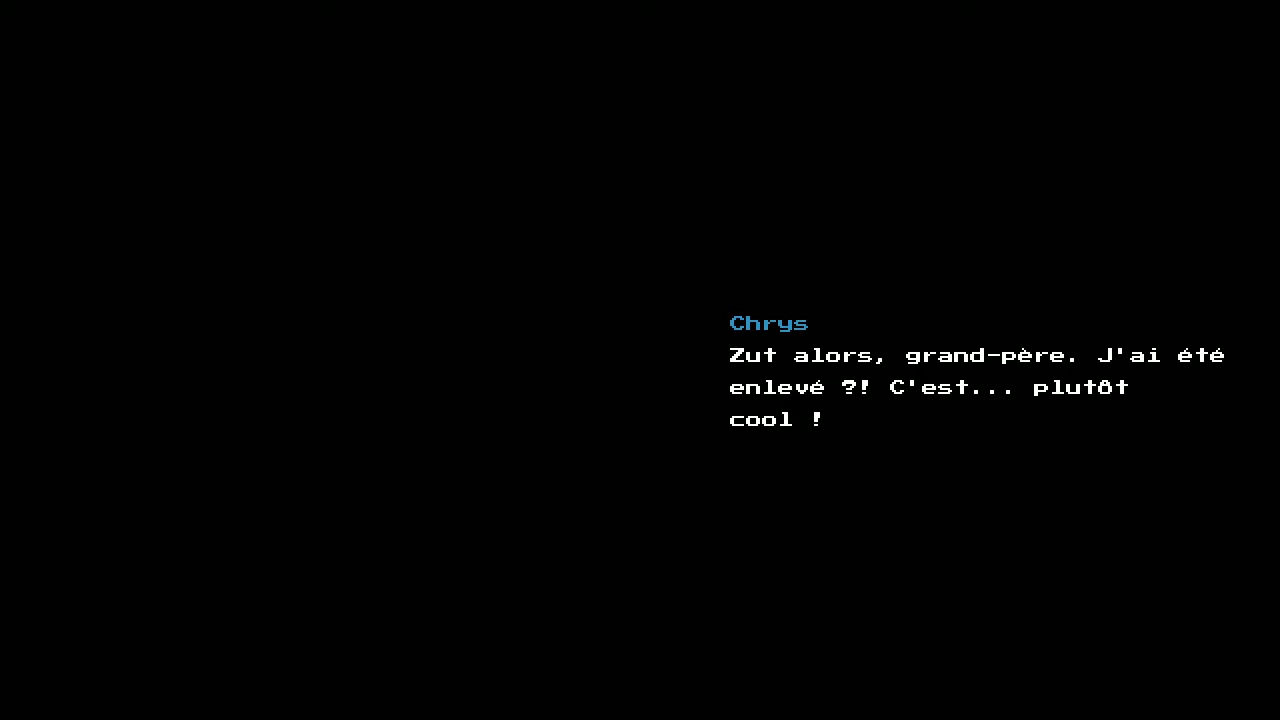 Chrys
Zut alors, grand-père. J'ai été
enlevé ?! C'est... plutôt
cool !